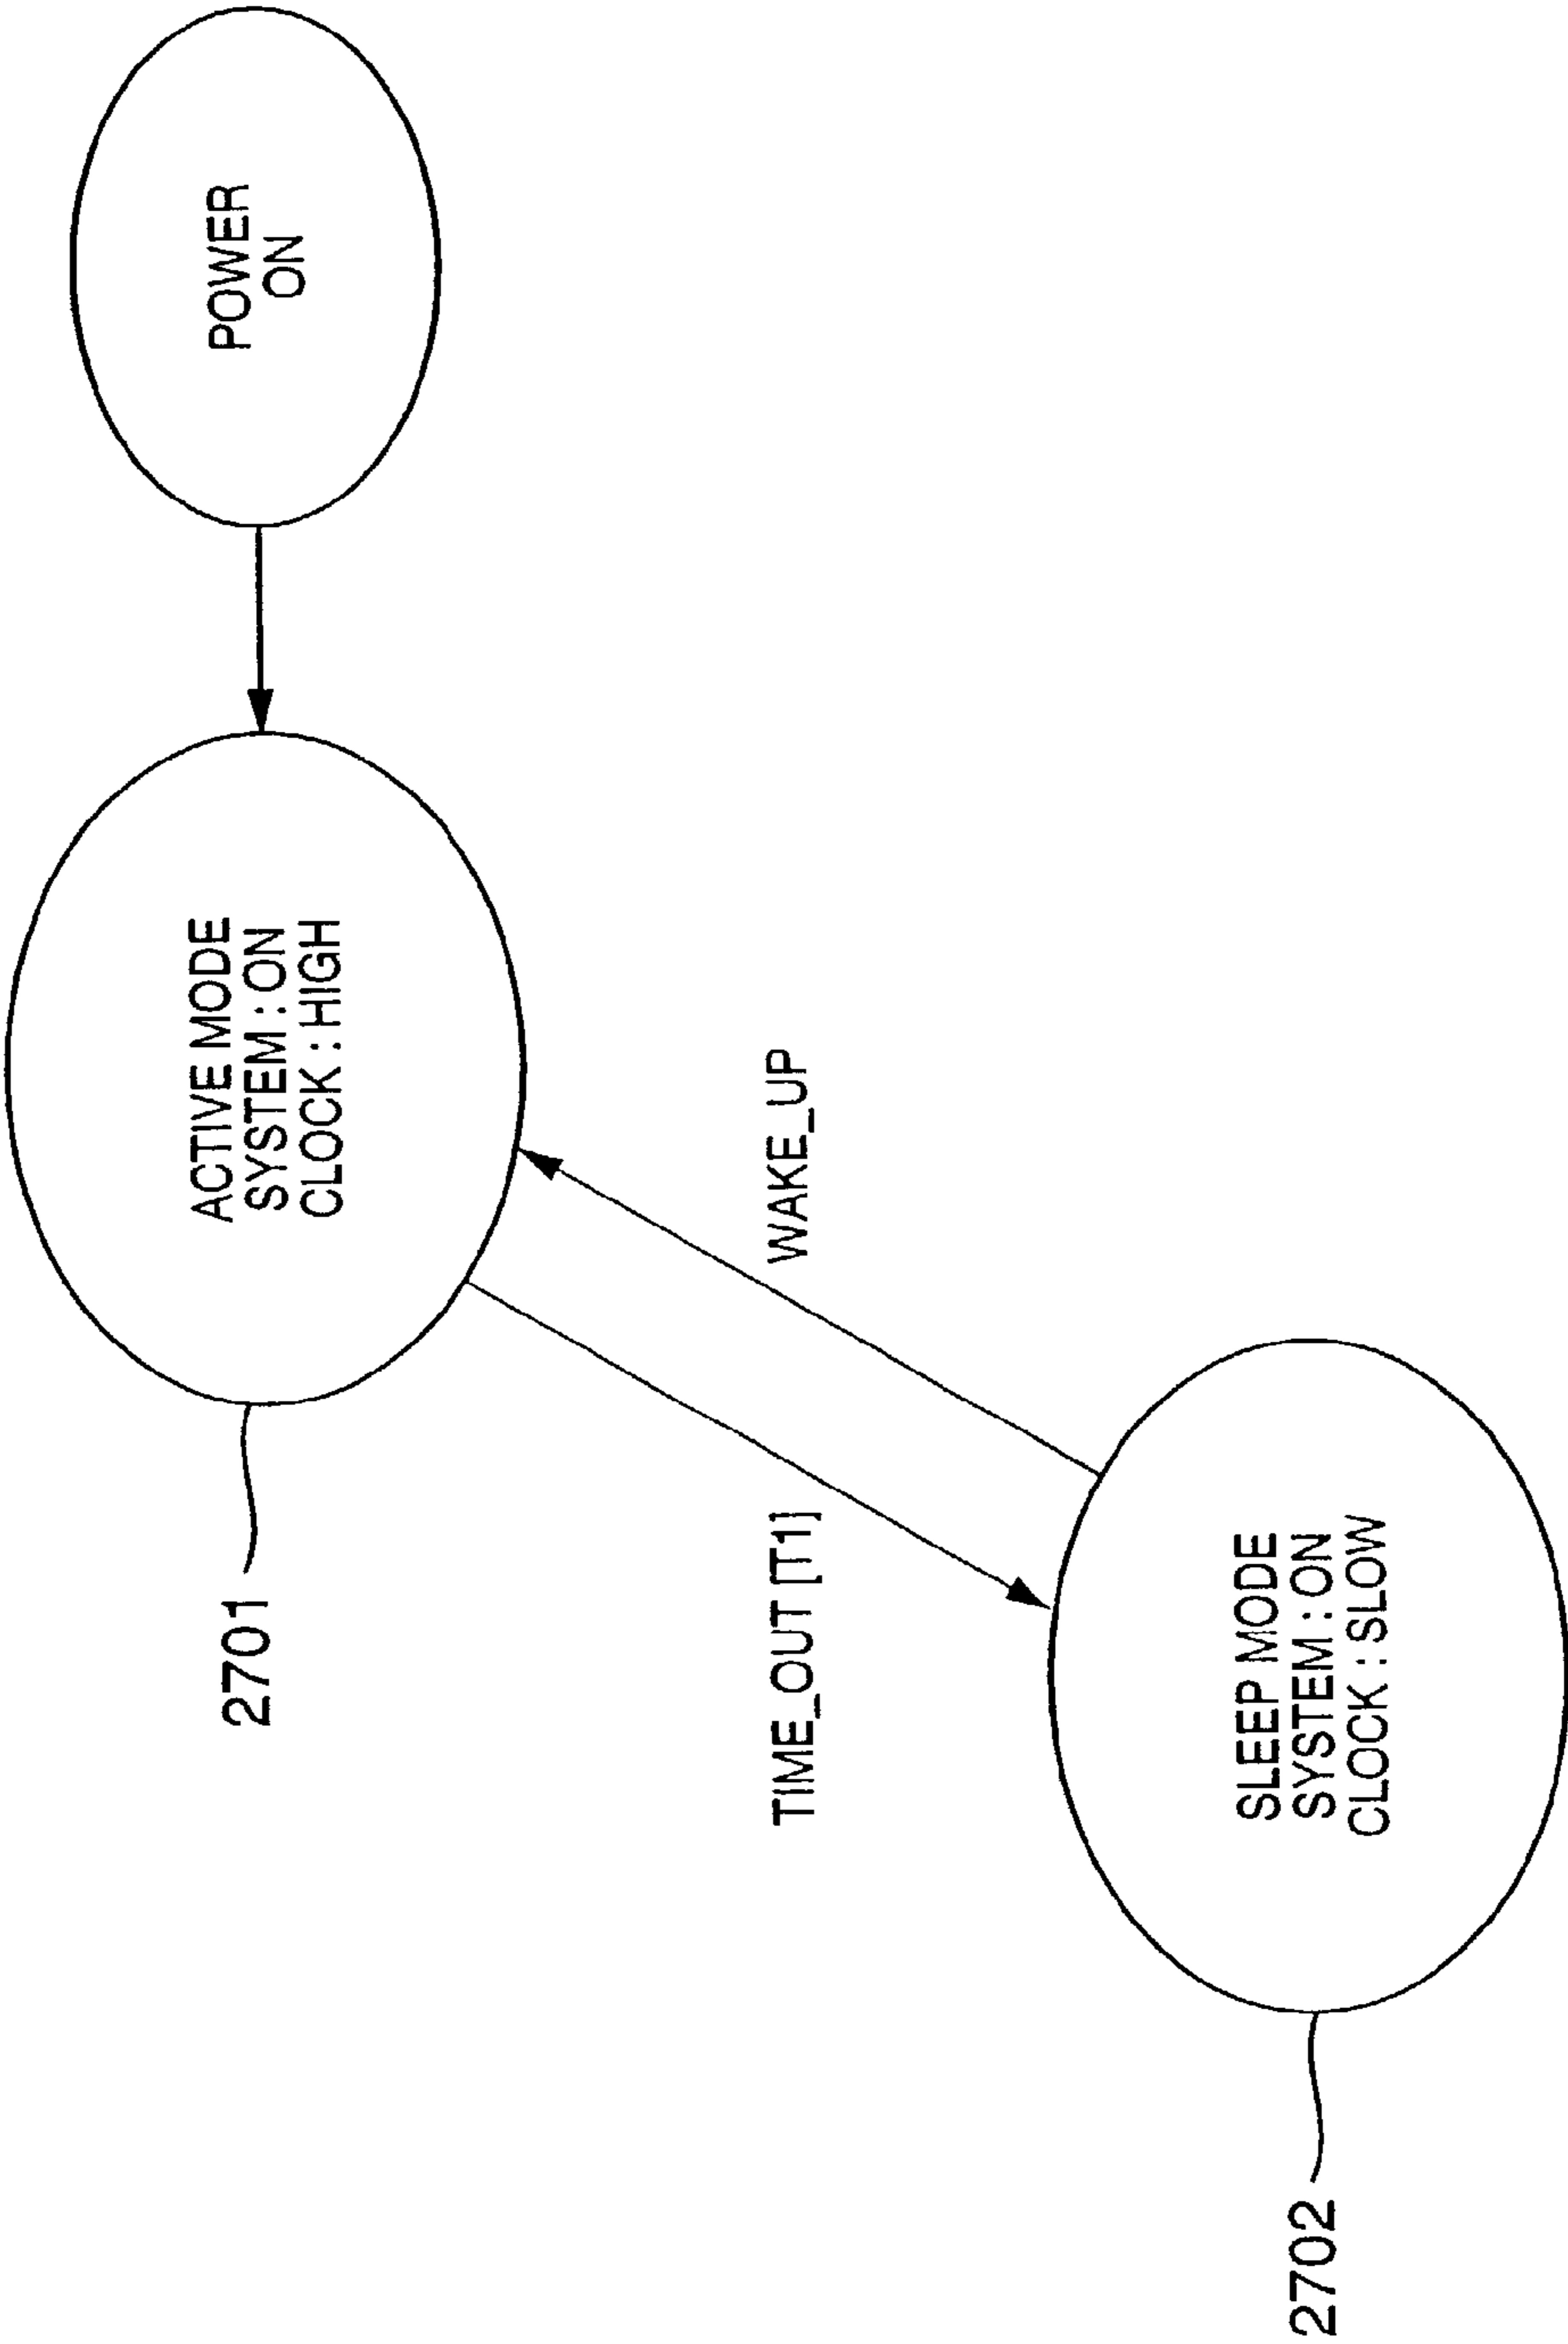 POWER
ON
ACTIVE MODE
SYSTEM : ON
CLOCK : HIGH
2701
WAKE_UP
TIME_OUT [T1]
SLEEP MODE
SYSTEM : ON
CLOCK : SLOW
2702